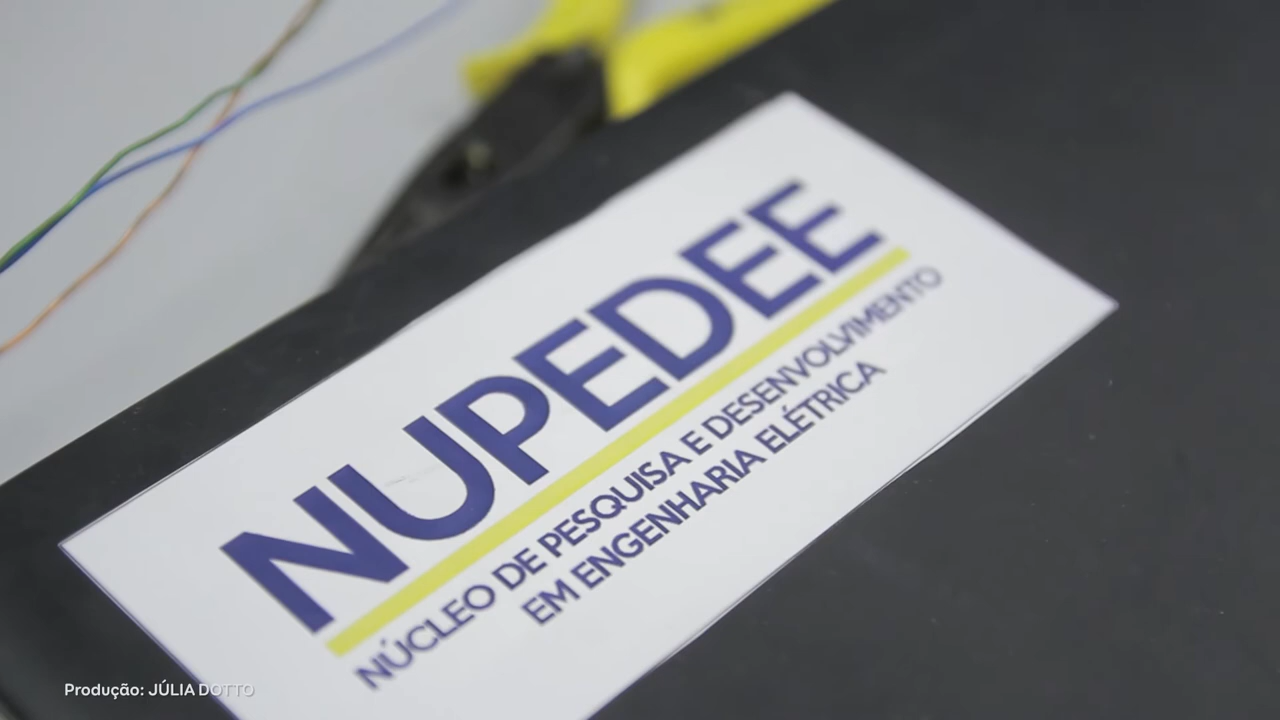 NUPEDEE
NÚCLEO DE PESQUISA E DESENVOLVIMENTO
EM ENGENHARIA ELÉTRICA
Produção: JÚLIA DOTTO